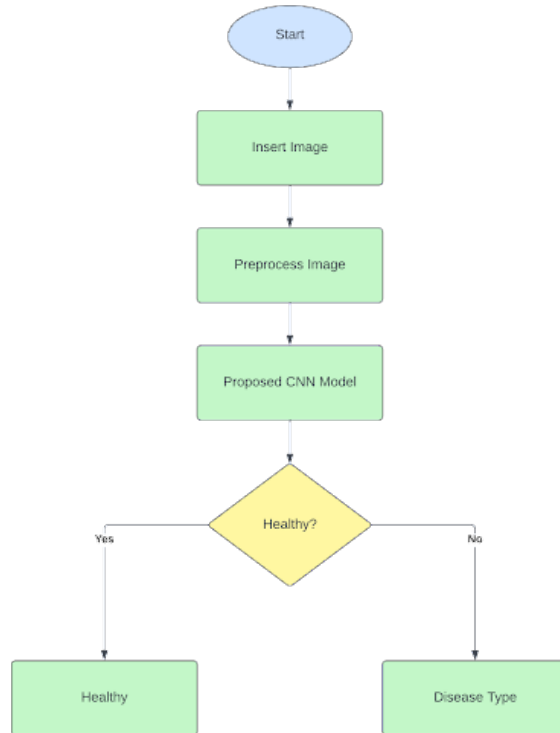 Start
Insert Image
Preprocess Image
Proposed CNN Model
Healthy?
Yes
No
Healthy
Disease Type